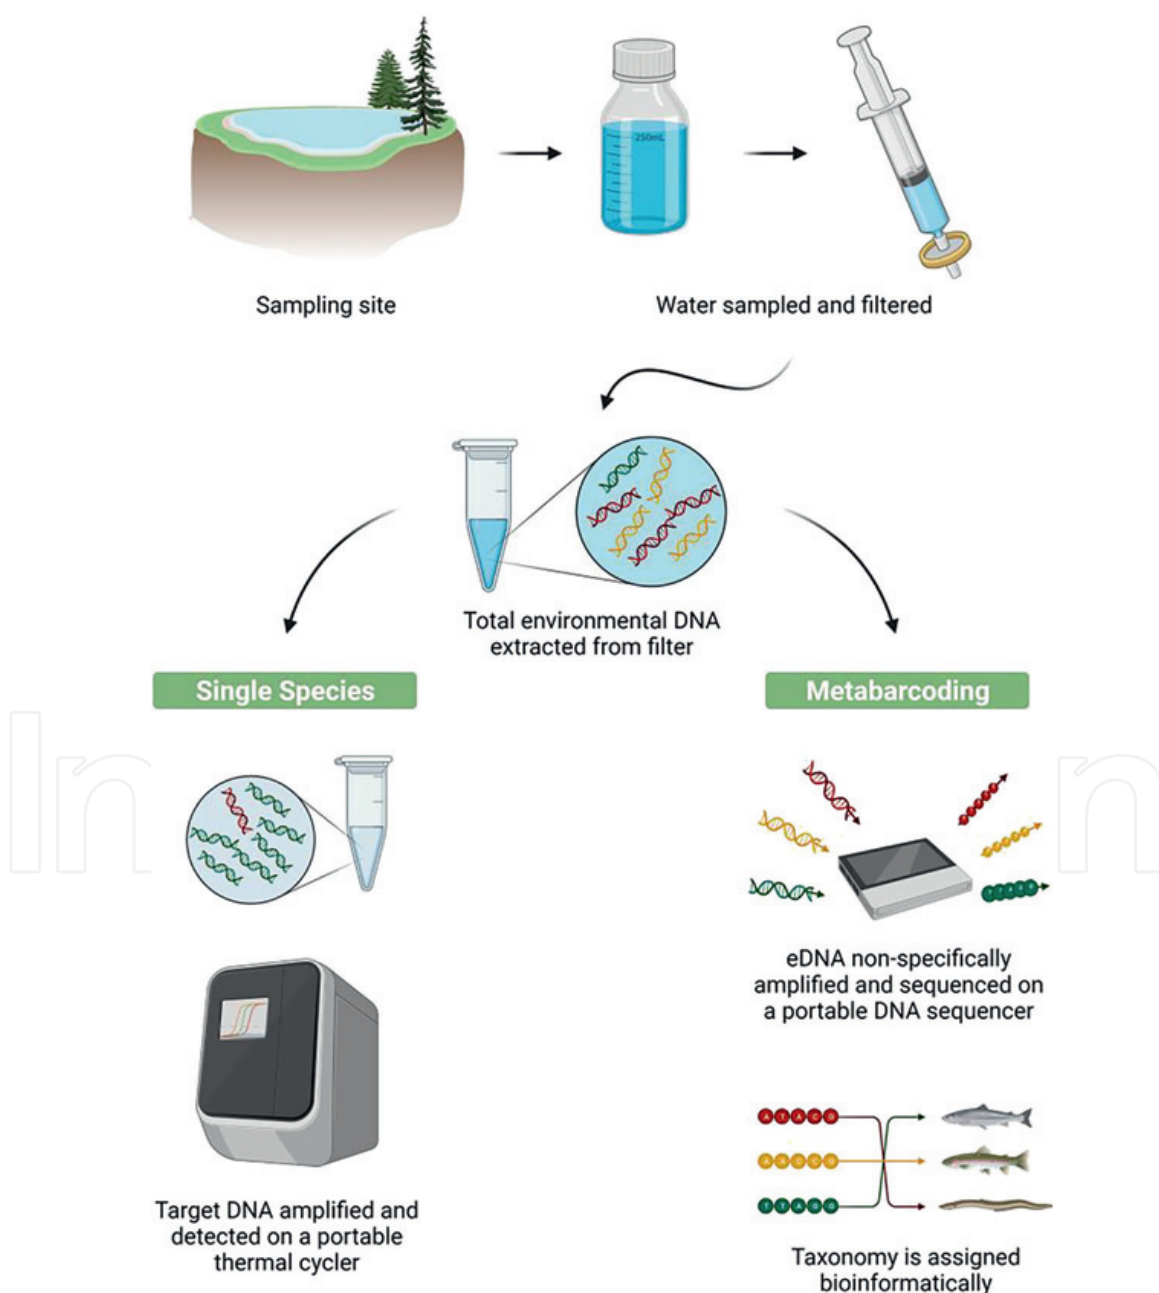 250mL
Sampling site
Water sampled and filtered
Total environmental DNA
extracted from filter
Single Species
Metabarcoding
In
n
eDNA non-specifically
amplified and sequenced on
a portable DNA sequencer
Target DNA amplified and
detected on a portable
thermal cycler
A T A C G
T T A G G
Taxonomy is assigned
bioinformatically